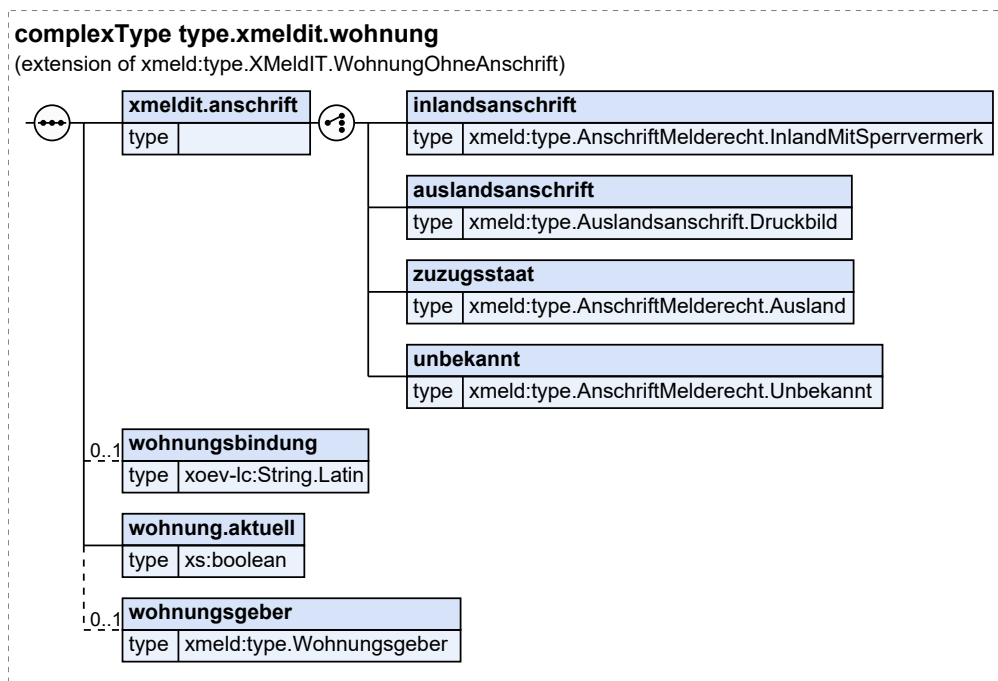 complexType type.xmeldit.wohnung
(extension of xmeld:type.XMeldIT.WohnungOhneAnschrift)
xmeldit.anschrift
type
inlandsanschrift
type xmeld:type.AnschriftMelderecht.InlandMitSperrvermerk
auslandsanschrift
type xmeld:type.Auslandsanschrift.Druckbild
zuzugsstaat
type xmeld:type.AnschriftMelderecht.Ausland
unbekannt
type xmeld:type.AnschriftMelderecht.Unbekannt
0..1 wohnungsbindung
type xoev-lc:String.Latin
wohnung.aktuell
type xs:boolean
0..1 wohnungsgeber
type xmeld:type.Wohnungsgeber